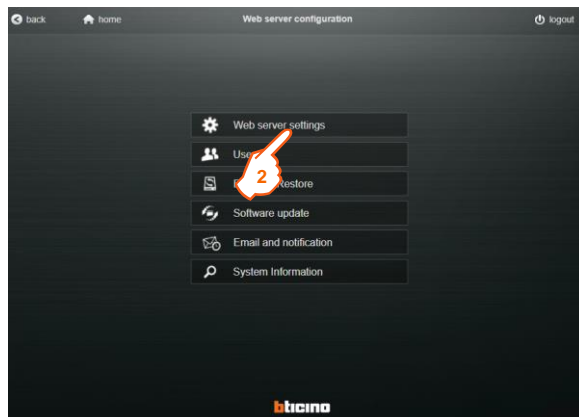 back home Web server configuration logout
Web server settings
Use
2
Restore
Software update
Email and notification
System Information
bticino